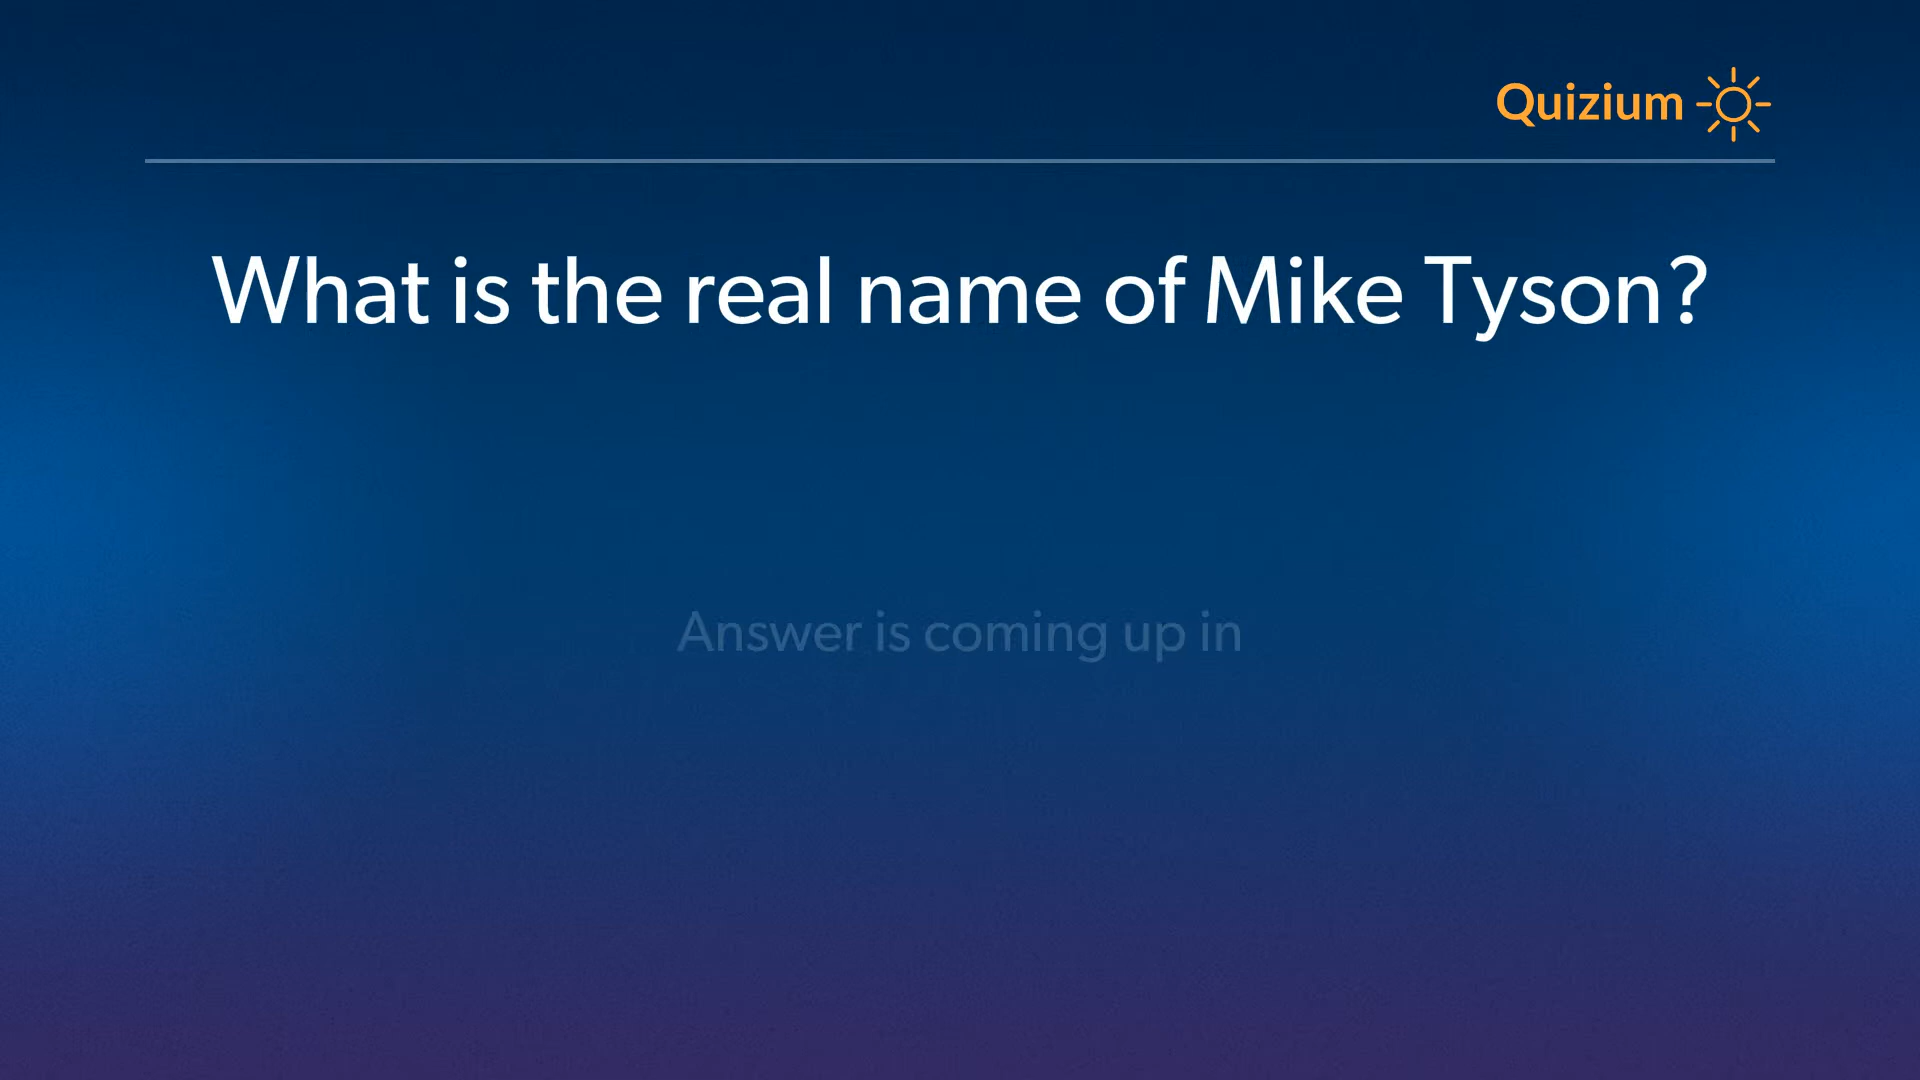 Quizium
What is the real name of Mike Tyson?
Answer is coming up in